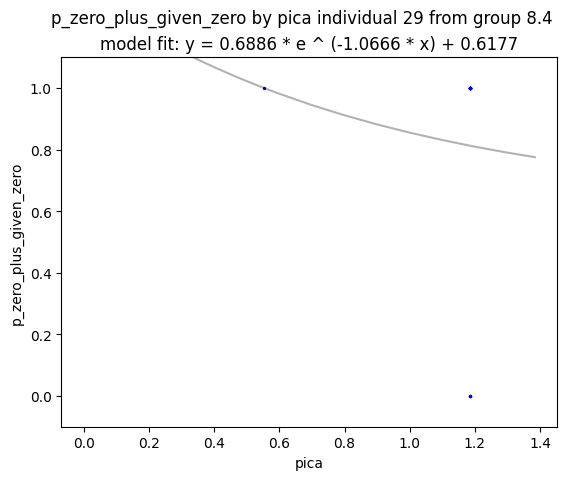 p_zero_plus_given_zero by pica individual 29 from group 8.4
model fit: y = 0.6886 * e ^ (-1.0666 * x) + 0.6177
1.0
0.8
0.6
0.4
0.2
0.0
p_zero_plus_given_zero
0.0 0.2 0.4 0.6 0.8 1.0 1.2 1.4
pica